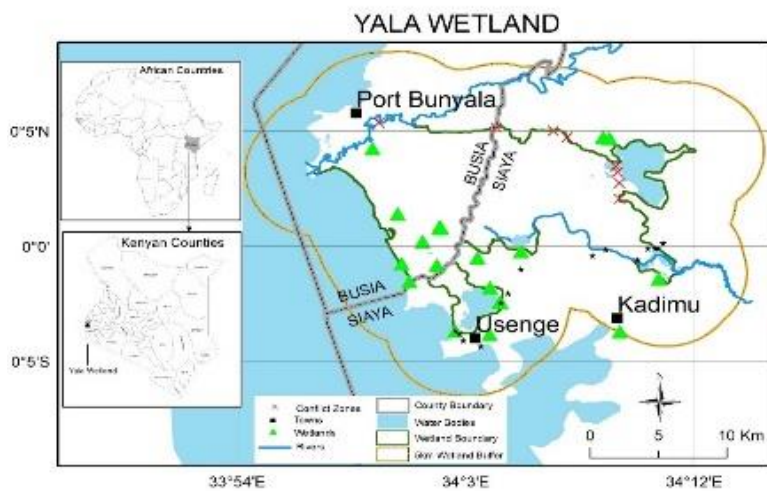 YALA WETLAND
African Countries
Kenyan Counties
Yala Wetland
Port Bunyala
BUSIA
SIAYA
BUSIA
SIAYA
Usenge
Kadimu
0°5'N
0°0'
0°5'S
33°54'E
34°3'E
34°12'E
Conflict Zones
Towns
Wetlands
Rivers
County Boundary
Water Bodies
Wetland Boundary
5km Wetland Buffer
0 5 10 Km